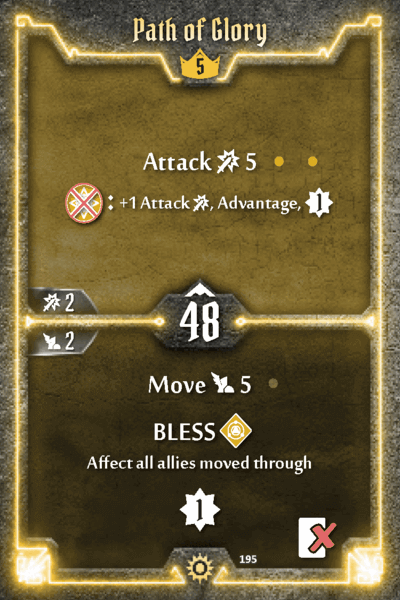 Path of Glory
5
Attack 5
: +1 Attack , Advantage, 1
2
48
2
Move 5
BLESS
Affect all allies moved through
1
195